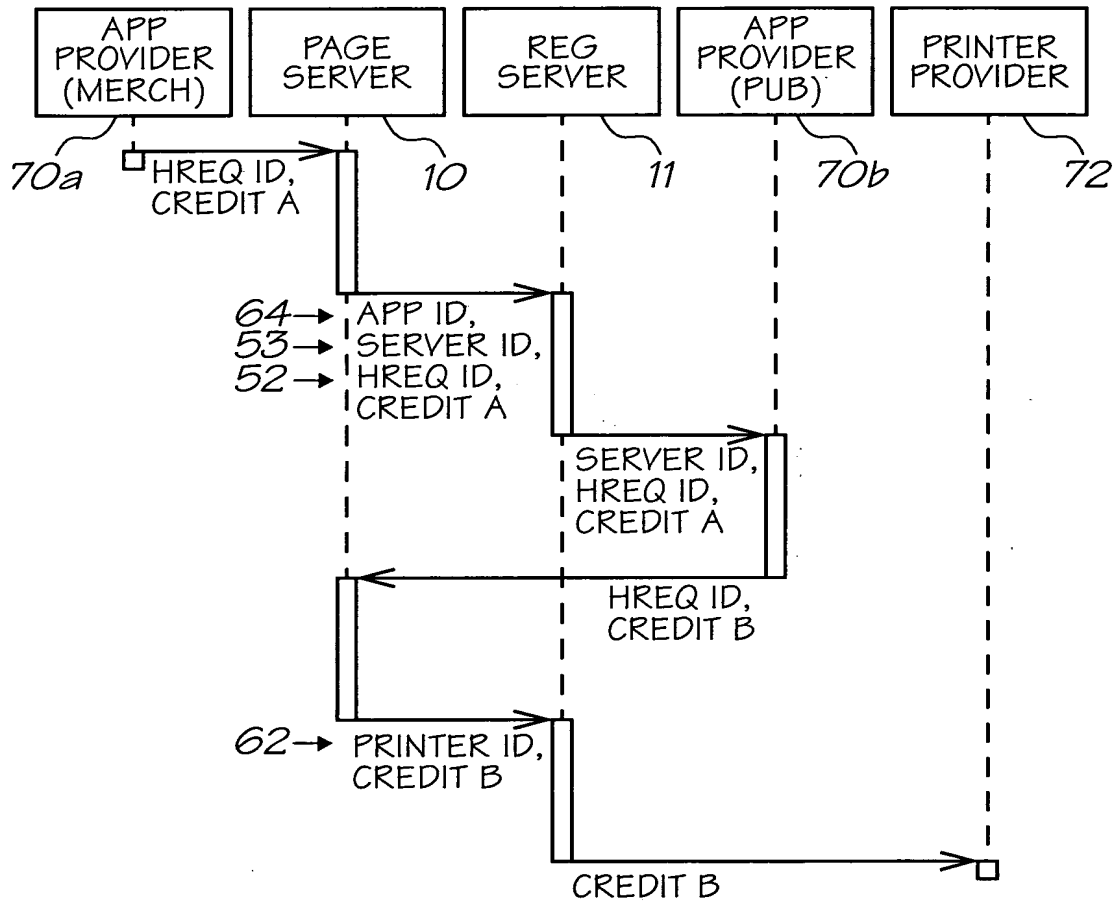 APP
PROVIDER
(MERCH)
PAGE
SERVER
REG
SERVER
APP
PROVIDER
(PUB)
PRINTER
PROVIDER
70a
10
11
70b
72
HREQ ID,
CREDIT A
64
APP ID,
53
SERVER ID,
52
HREQ ID,
CREDIT A
SERVER ID,
HREQ ID,
CREDIT A
HREQ ID,
CREDIT B
62
PRINTER ID,
CREDIT B
CREDIT B